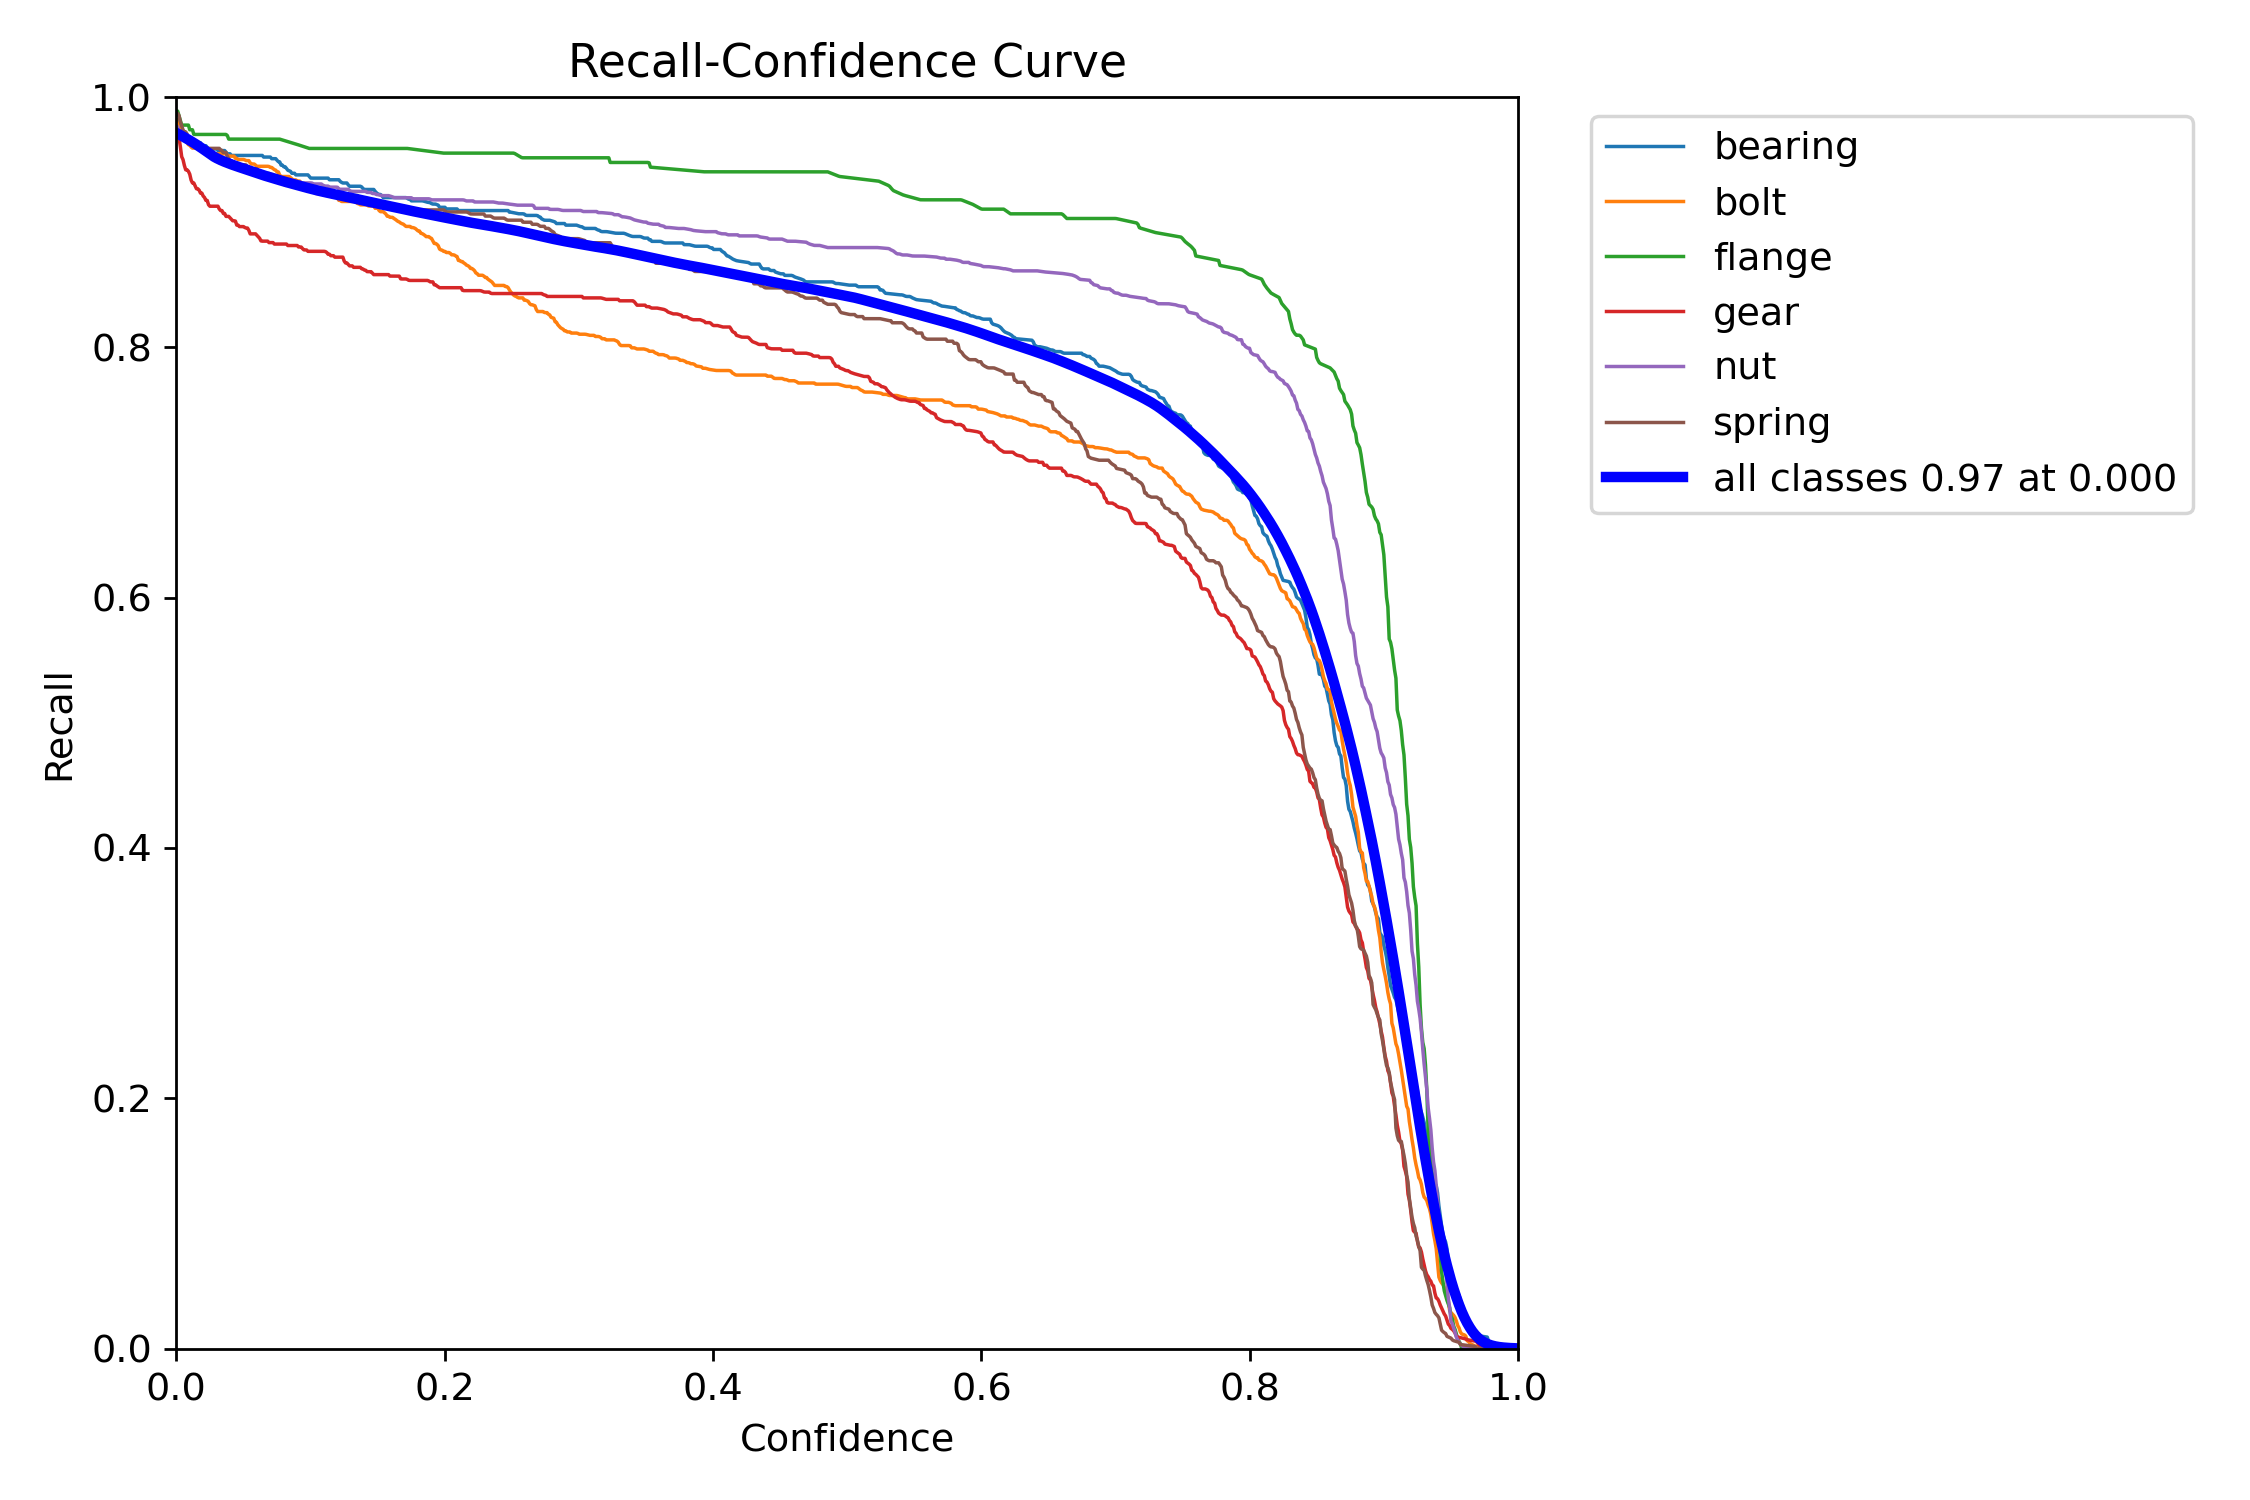 Recall-Confidence Curve
1.0
0.8
0.6
0.4
0.2
0.0
Recall
0.0 0.2 0.4 0.6 0.8 1.0
Confidence
bearing
bolt
flange
gear
nut
spring
all classes 0.97 at 0.000